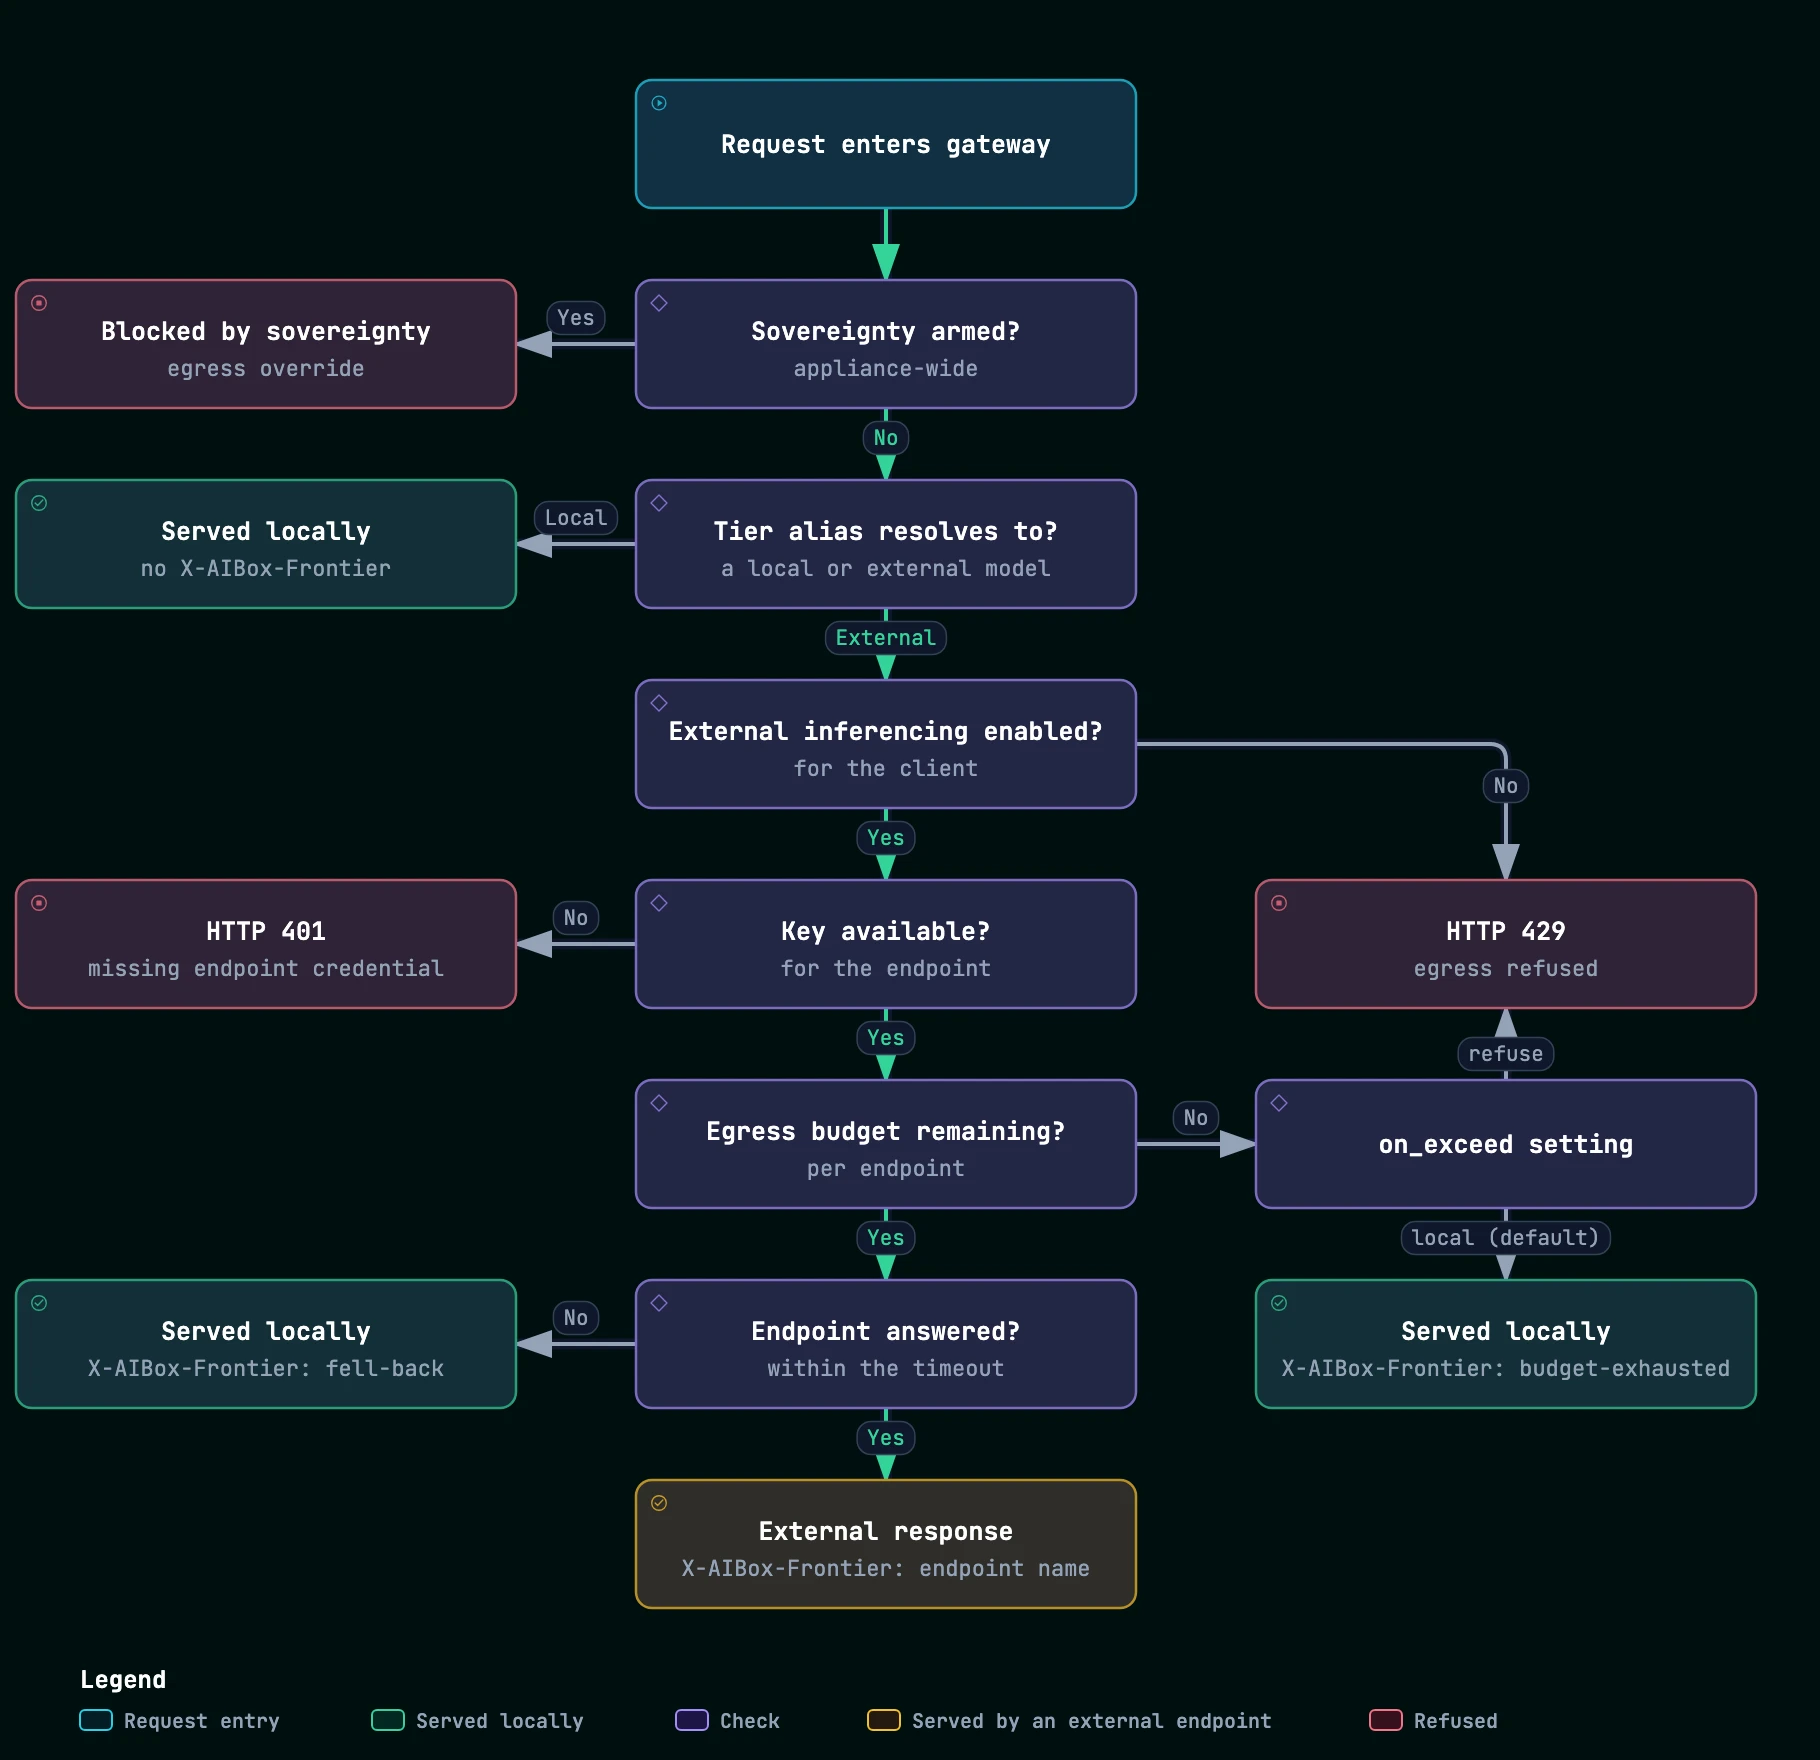 Request enters gateway
Yes
Blocked by sovereignty
egress override
Sovereignty armed?
appliance-wide
No
Local
Served locally
no X-AIBox-Frontier
Tier alias resolves to?
a local or external model
External
External inferencing enabled?
for the client
No
Yes
No
HTTP 401
missing endpoint credential
Key available?
for the endpoint
HTTP 429
egress refused
Yes
refuse
Egress budget remaining?
per endpoint
No
on_exceed setting
Yes
local (default)
No
Served locally
X-AIBox-Frontier: fell-back
Endpoint answered?
within the timeout
Served locally
X-AIBox-Frontier: budget-exhausted
Yes
External response
X-AIBox-Frontier: endpoint name
Legend
Request entry
Served locally
Check
Served by an external endpoint
Refused